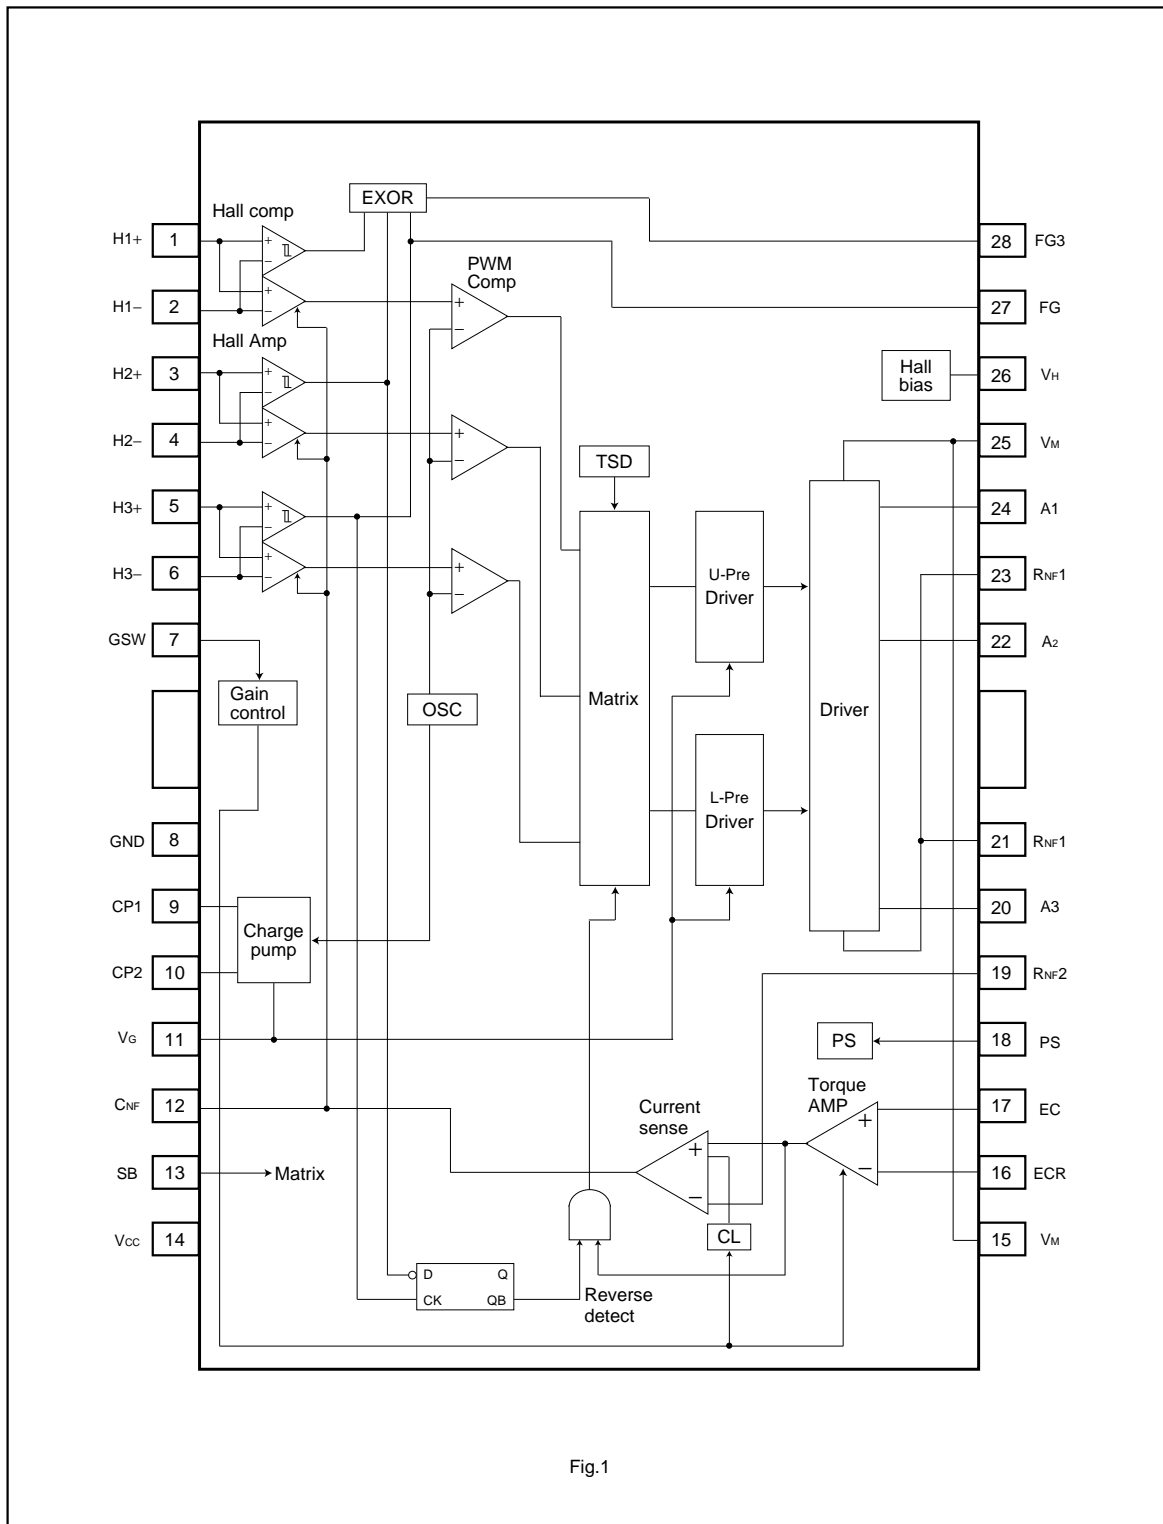 EXOR
Hall comp
H1+ 1
28 FG3
+
−
PWM
Comp
+
−
+
−
H1− 2
27 FG
Hall Amp
H2+ 3
Hall
bias
26 VH
+
−
+
−
+
−
H2− 4
25 VM
TSD
H3+ 5
24 A1
+
−
+
−
+
−
H3− 6
U-Pre
Driver
23 RNF1
GSW 7
22 A2
Gain
control
OSC
Matrix
Driver
L-Pre
Driver
GND 8
21 RNF1
CP1 9
20 A3
Charge
pump
CP2 10
19 RNF2
VG 11
PS
18 PS
CNF 12
Current
sense
Torque
AMP
17 EC
+
−
+
−
SB 13
Matrix
16 ECR
VCC 14
CL
15 VM
D Q
CK QB
Reverse
detect
Fig.1